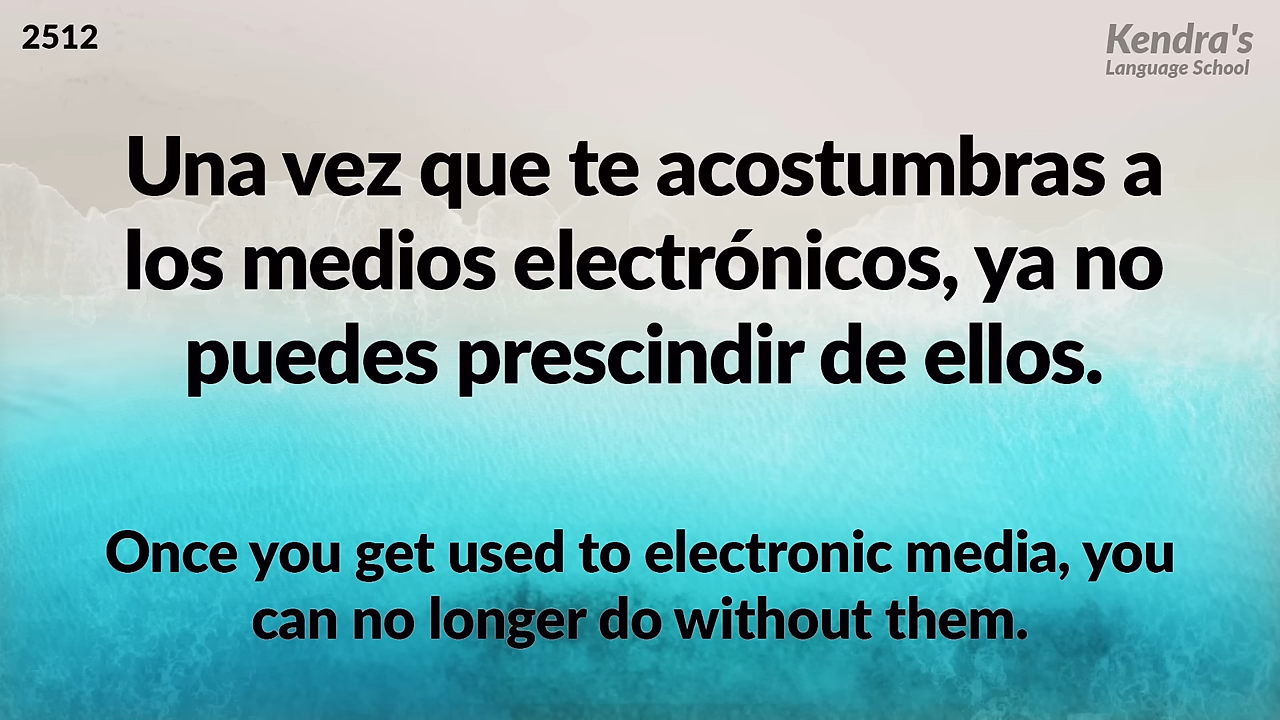 2512
Kendra's
Language School
Una vez que te acostumbras a
los medios electrónicos, ya no
puedes prescindir de ellos.
Once you get used to electronic media, you
can no longer do without them.